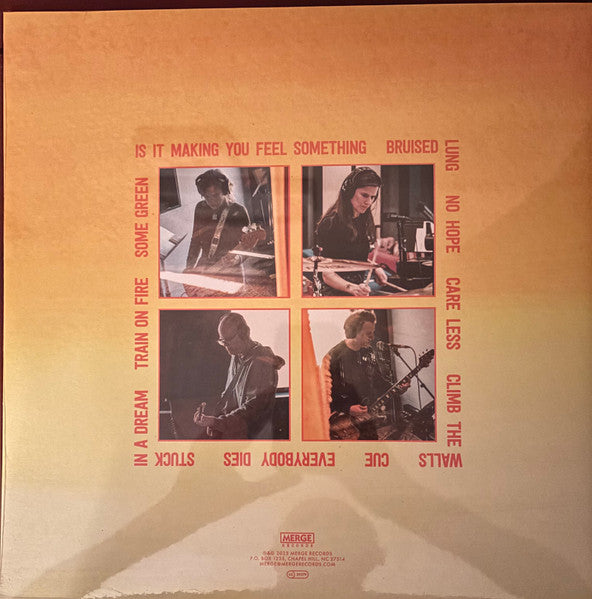 IS IT MAKING YOU FEEL SOMETHING BRUISED
LUNG NO HOPE CARE LESS CLIMB THE
WALLS CUE EVERYBODY DIES STUCK
IN A DREAM TRAIN ON FIRE SOME GREEN
MERGE
RECORDS
℗&© 2023 MERGE RECORDS
P.O. BOX 1235, CHAPEL HILL, NC 27514
MERGE@MERGERECORDS.COM